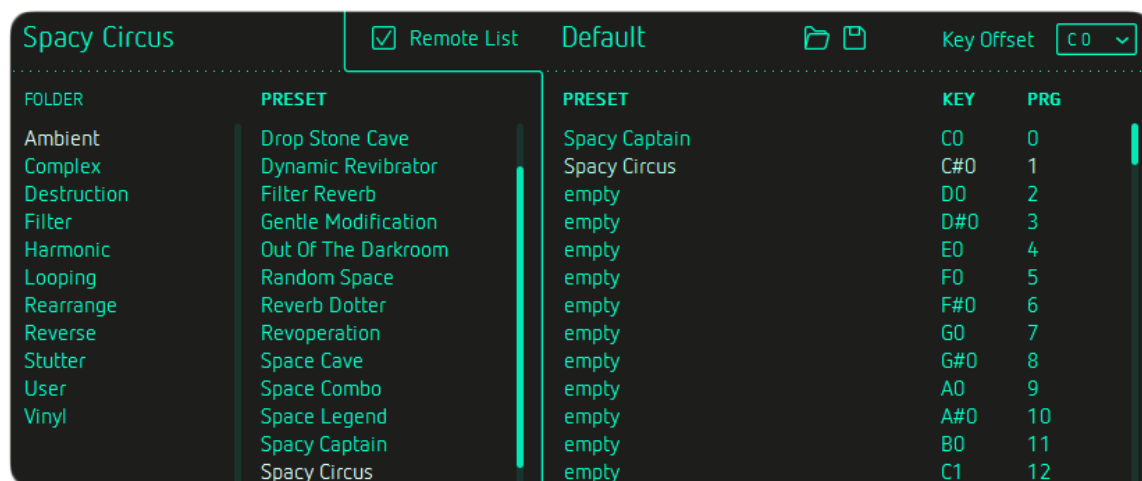 Spacy Circus
Remote List
Default
Key Offset
C 0
FOLDER
Ambient
Complex
Destruction
Filter
Harmonic
Looping
Rearrange
Reverse
Stutter
User
Vinyl
PRESET
Drop Stone Cave
Dynamic Revibrator
Filter Reverb
Gentle Modification
Out Of The Darkroom
Random Space
Reverb Dotter
Revoperation
Space Cave
Space Combo
Space Legend
Spacy Captain
Spacy Circus
PRESET KEY PRG
Spacy Captain C0 0
Spacy Circus C#0 1
empty D0 2
empty D#0 3
empty E0 4
empty F0 5
empty F#0 6
empty G0 7
empty G#0 8
empty A0 9
empty A#0 10
empty B0 11
empty C1 12